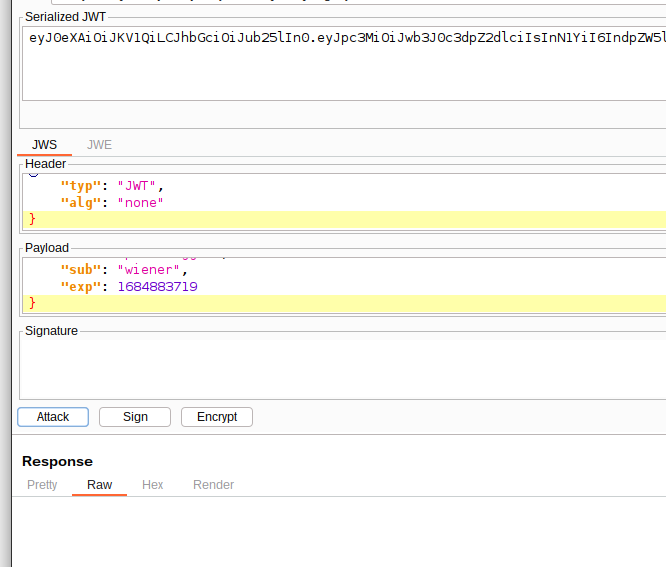 Serialized JWT
eyJ0eXAiOiJKV1QiLCJhbGciOiJub25lIn0.eyJpc3MiOiJwb3J0c3dpZ2dlciIsInN1YiI6IndpZW5l
JWS JWE
Header
"typ": "JWT",
"alg": "none"
}
Payload
"sub": "wiener",
"exp": 1684883719
}
Signature
Attack Sign Encrypt
Response
Pretty Raw Hex Render